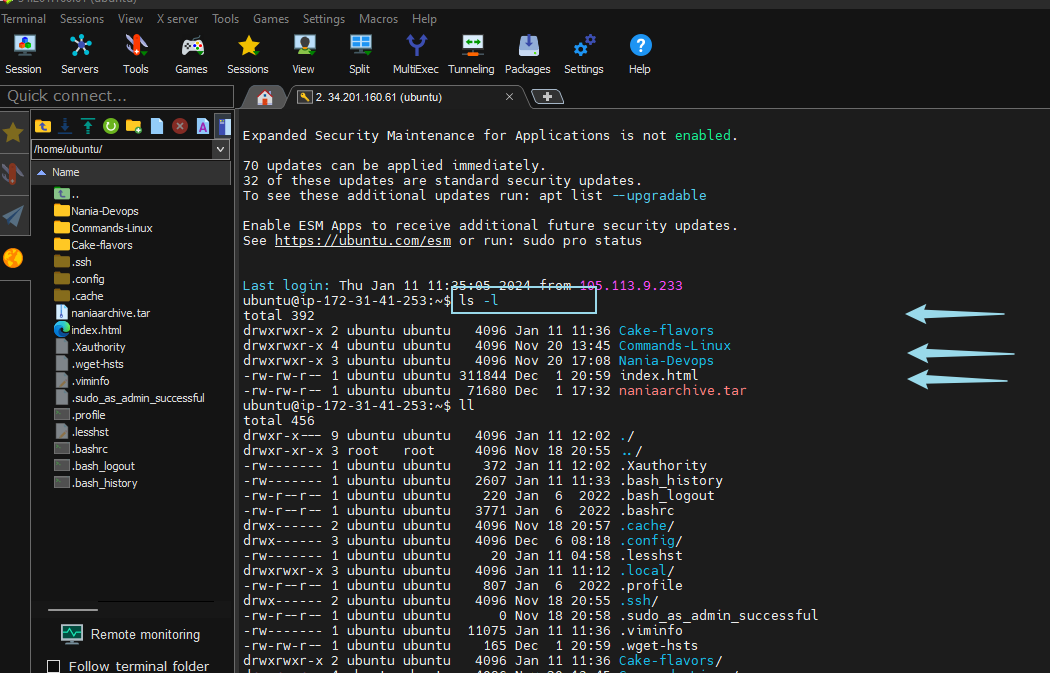 Terminal Sessions View X server Tools Games Settings Macros Help
Session Servers Tools Games Sessions View Split MultiExec Tunneling Packages Settings Help
Quick connect...
2. 34.201.160.61 (ubuntu)
/home/ubuntu/
Name
..
Nania-Devops
Commands-Linux
Cake-flavors
.ssh
.config
.cache
naniaarchive.tar
index.html
.Xauthority
.wget-hsts
.viminfo
.sudo_as_admin_successful
.profile
.lesshst
.bashrc
.bash_logout
.bash_history
Remote monitoring
Follow terminal folder
Expanded Security Maintenance for Applications is not enabled.
70 updates can be applied immediately.
32 of these updates are standard security updates.
To see these additional updates run: apt list --upgradable
Enable ESM Apps to receive additional future security updates.
See https://ubuntu.com/esm or run: sudo pro status
Last login: Thu Jan 11 11:35:05 2024 from 105.113.9.233
ubuntu@ip-172-31-41-253:~$ ls -l
total 392
drwxrwxr-x 2 ubuntu ubuntu   4096 Jan 11 11:36 Cake-flavors
drwxrwxr-x 4 ubuntu ubuntu   4096 Nov 20 13:45 Commands-Linux
drwxrwxr-x 3 ubuntu ubuntu   4096 Nov 20 17:08 Nania-Devops
-rw-rw-r-- 1 ubuntu ubuntu 311844 Dec  1 20:59 index.html
-rw-rw-r-- 1 ubuntu ubuntu  71680 Dec  1 17:32 naniaarchive.tar
ubuntu@ip-172-31-41-253:~$ ll
total 456
drwxr-x--- 9 ubuntu ubuntu   4096 Jan 11 12:02 ./
drwxr-xr-x 3 root   root     4096 Nov 18 20:55 ../
-rw------- 1 ubuntu ubuntu    372 Jan 11 12:02 .Xauthority
-rw------- 1 ubuntu ubuntu   2607 Jan 11 11:33 .bash_history
-rw-r--r-- 1 ubuntu ubuntu    220 Jan  6  2022 .bash_logout
-rw-r--r-- 1 ubuntu ubuntu   3771 Jan  6  2022 .bashrc
drwx------ 2 ubuntu ubuntu   4096 Nov 18 20:57 .cache/
drwx------ 3 ubuntu ubuntu   4096 Dec  6 08:18 .config/
-rw------- 1 ubuntu ubuntu     20 Jan 11 04:58 .lesshst
drwxrwxr-x 3 ubuntu ubuntu   4096 Jan 11 11:12 .local/
-rw-r--r-- 1 ubuntu ubuntu    807 Jan  6  2022 .profile
drwx------ 2 ubuntu ubuntu   4096 Nov 18 20:55 .ssh/
-rw-r--r-- 1 ubuntu ubuntu      0 Nov 18 20:58 .sudo_as_admin_successful
-rw------- 1 ubuntu ubuntu  11075 Jan 11 11:36 .viminfo
-rw-rw-r-- 1 ubuntu ubuntu    165 Dec  1 20:59 .wget-hsts
drwxrwxr-x 2 ubuntu ubuntu   4096 Jan 11 11:36 Cake-flavors/